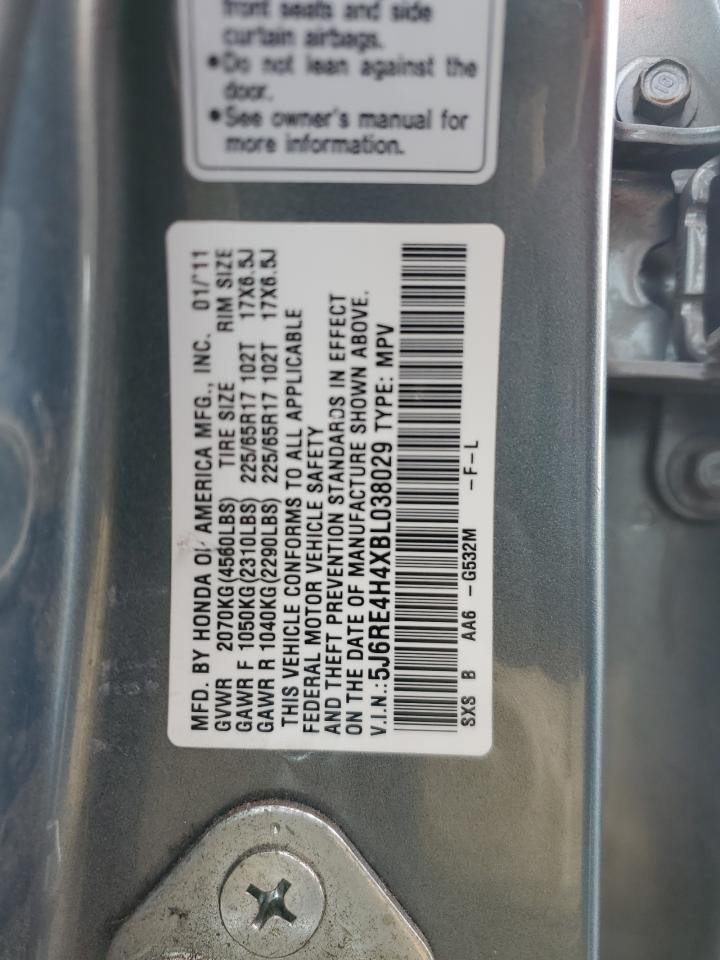 front seats and side
curtain airbags.
•Do not lean against the
door.
•See owner's manual for
more information.
MFD. BY HONDA OF AMERICA MFG., INC. 01/'11
GVWR 2070KG(4560LBS) TIRE SIZE RIM SIZE
GAWR F 1050KG(2310LBS) 225/65R17 102T 17X6.5J
GAWR R 1040KG(2290LBS) 225/65R17 102T 17X6.5J
THIS VEHICLE CONFORMS TO ALL APPLICABLE
FEDERAL MOTOR VEHICLE SAFETY
AND THEFT PREVENTION STANDARDS IN EFFECT
ON THE DATE OF MANUFACTURE SHOWN ABOVE.
V.I.N.:5J6RE4H4XBL038029 TYPE: MPV
SXS B AA6 -G532M -F-L